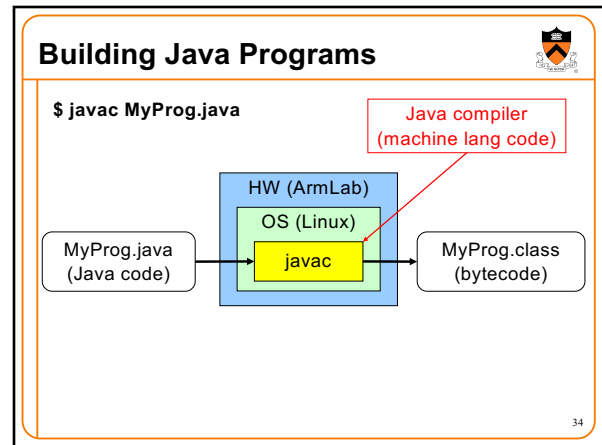 Building Java Programs
$ javac MyProg.java
Java compiler
(machine lang code)
HW (ArmLab)
OS (Linux)
javac
MyProg.java
(Java code)
MyProg.class
(bytecode)
34